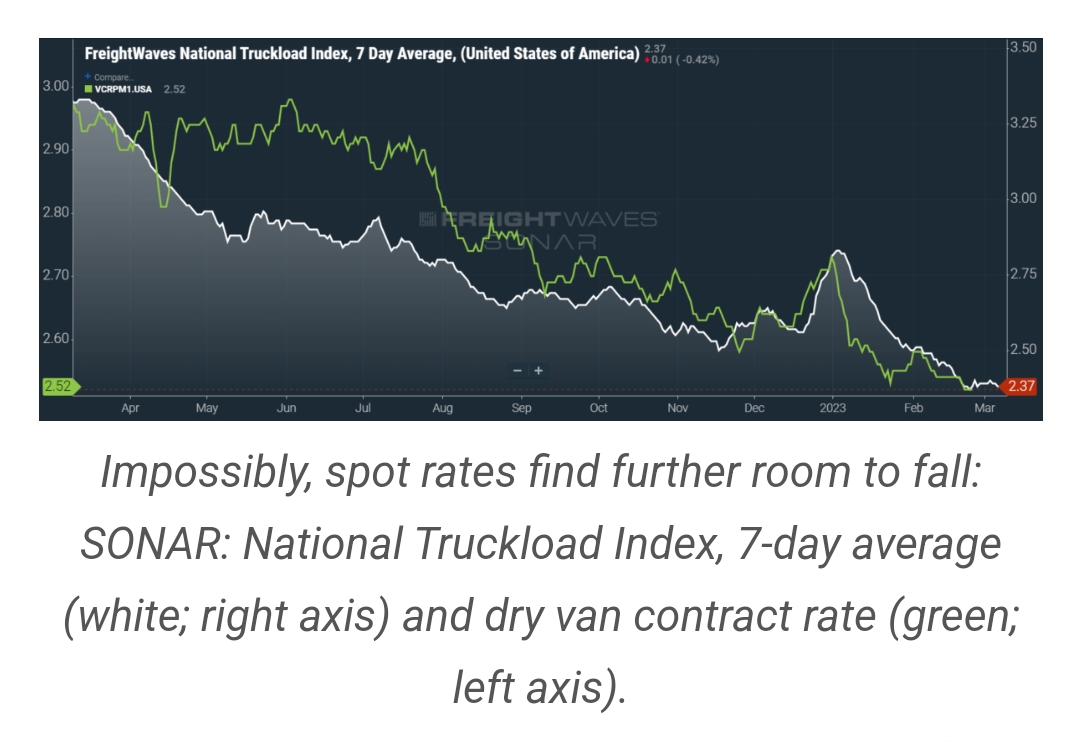 FreightWaves National Truckload Index, 7 Day Average, (United States of America) 2.37
0.01 ( -0.42%)
+ Compare..
VCRPM1.USA 2.52
3.00
2.90
2.80
2.70
2.60
2.52
3.50
3.25
3.00
2.75
2.50
2.37
FREIGHTWAVES
SONAR
− +
Apr May Jun Jul Aug Sep Oct Nov Dec 2023 Feb Mar
Impossibly, spot rates find further room to fall:
SONAR: National Truckload Index, 7-day average
(white; right axis) and dry van contract rate (green;
left axis).